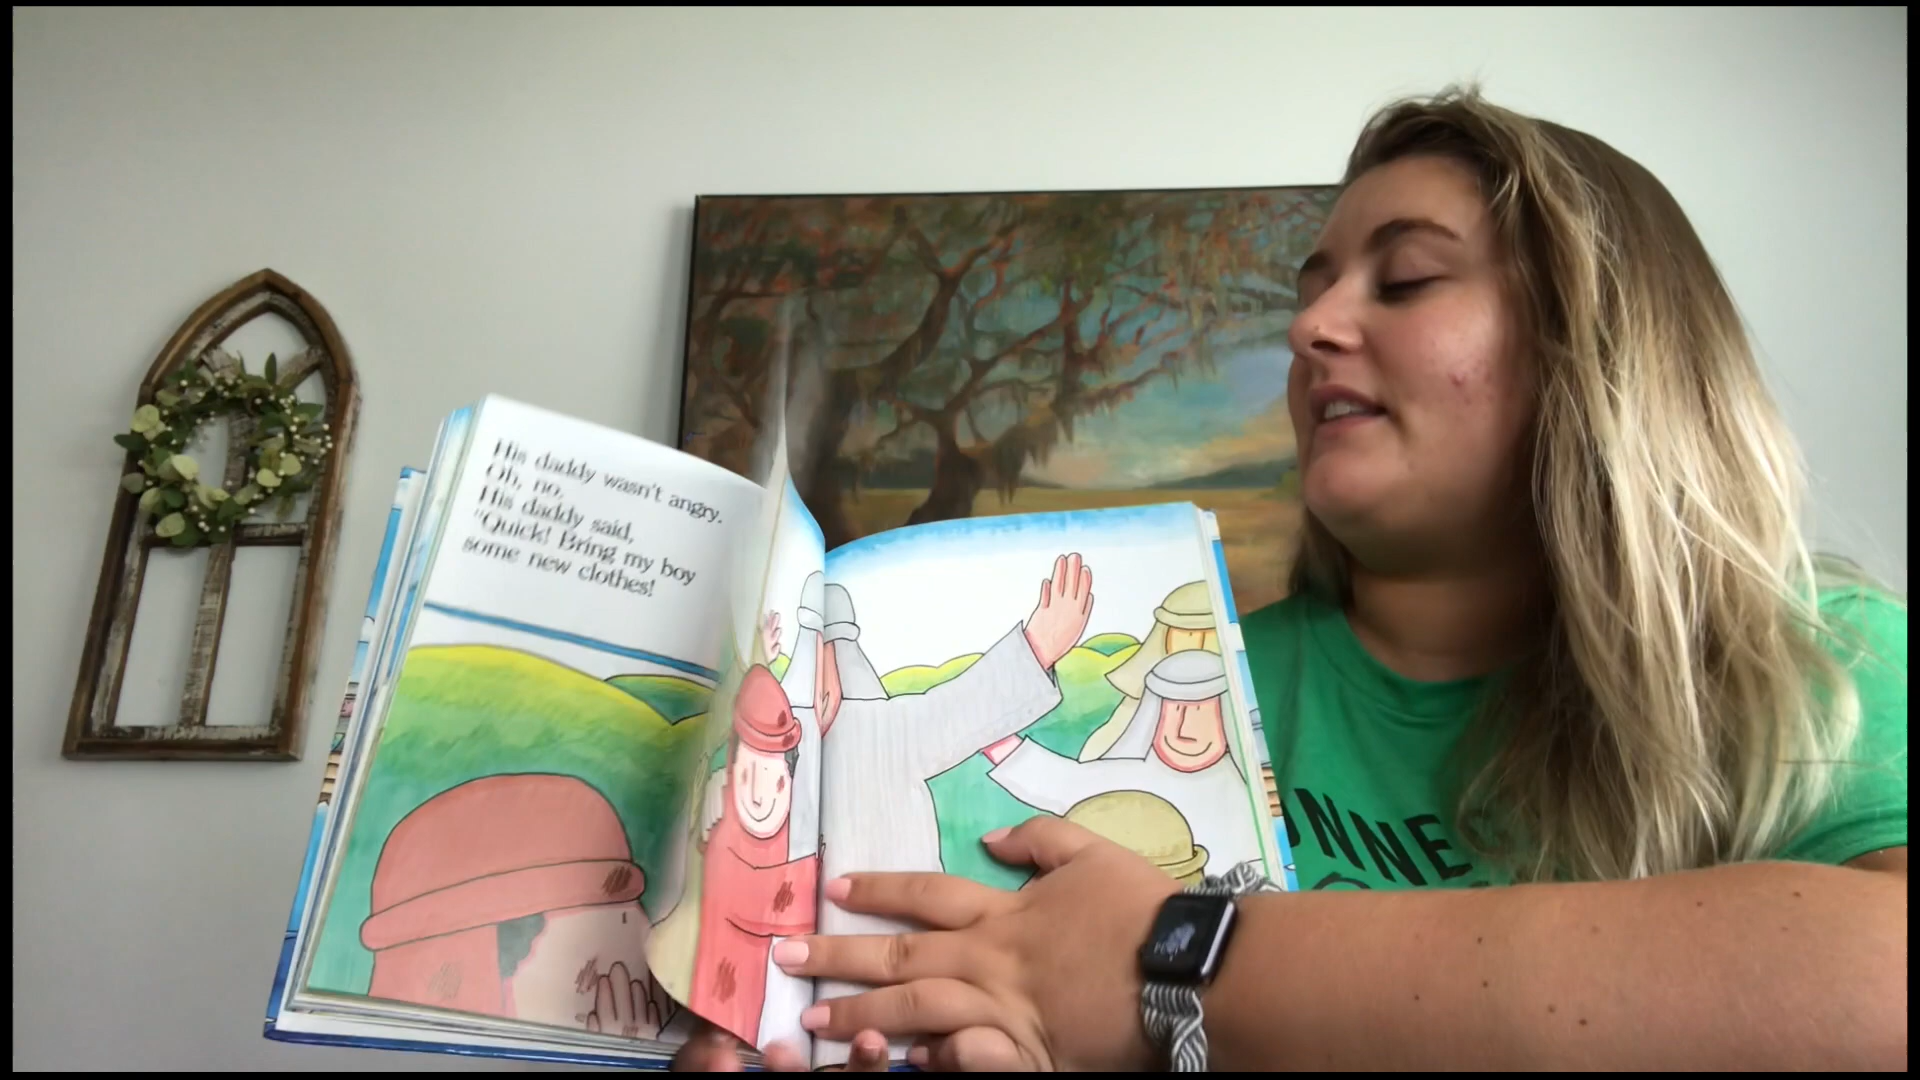 His daddy wasn't angry.
Oh, no.
His daddy said,
"Quick! Bring my boy
some new clothes!